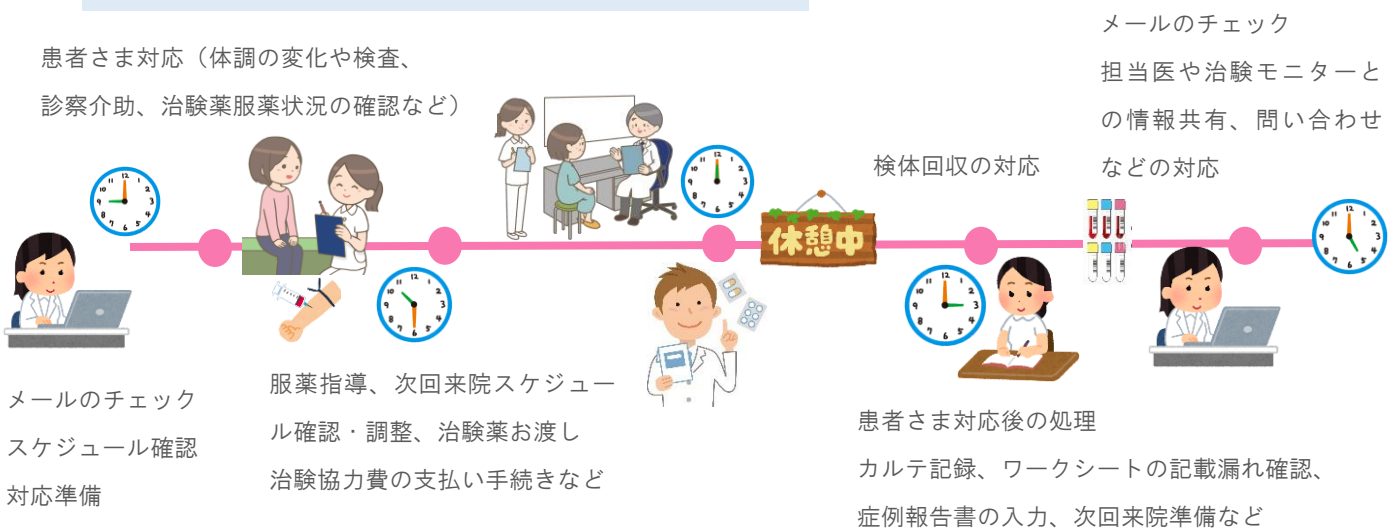 患者さま対応（体調の変化や検査、
診察介助、治験薬服薬状況の確認など）
メールのチェック
スケジュール確認
対応準備
服薬指導、次回来院スケジュー
ル確認・調整、治験薬お渡し
治験協力費の支払い手続きなど
休憩中
検体回収の対応
患者さま対応後の処理
カルテ記録、ワークシートの記載漏れ確認、
症例報告書の入力、次回来院準備など
メールのチェック
担当医や治験モニターと
の情報共有、問い合わせ
などの対応